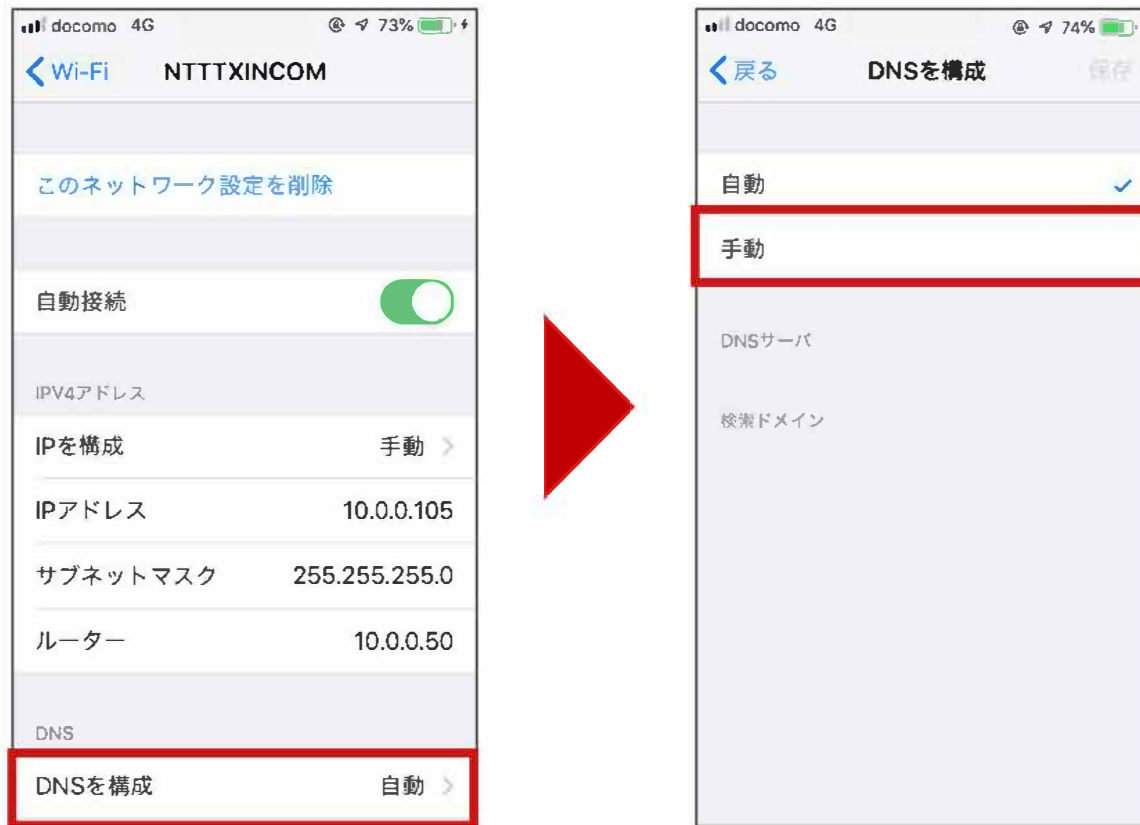 docomo 4G 73%
Wi-Fi NTTTXINCOM
このネットワーク設定を削除
自動接続
IPV4アドレス
IPを構成 手動
IPアドレス 10.0.0.105
サブネットマスク 255.255.255.0
ルーター 10.0.0.50
DNS
DNSを構成 自動
docomo 4G 74%
戻る DNSを構成 保存
自動
手動
DNSサーバ
検索ドメイン